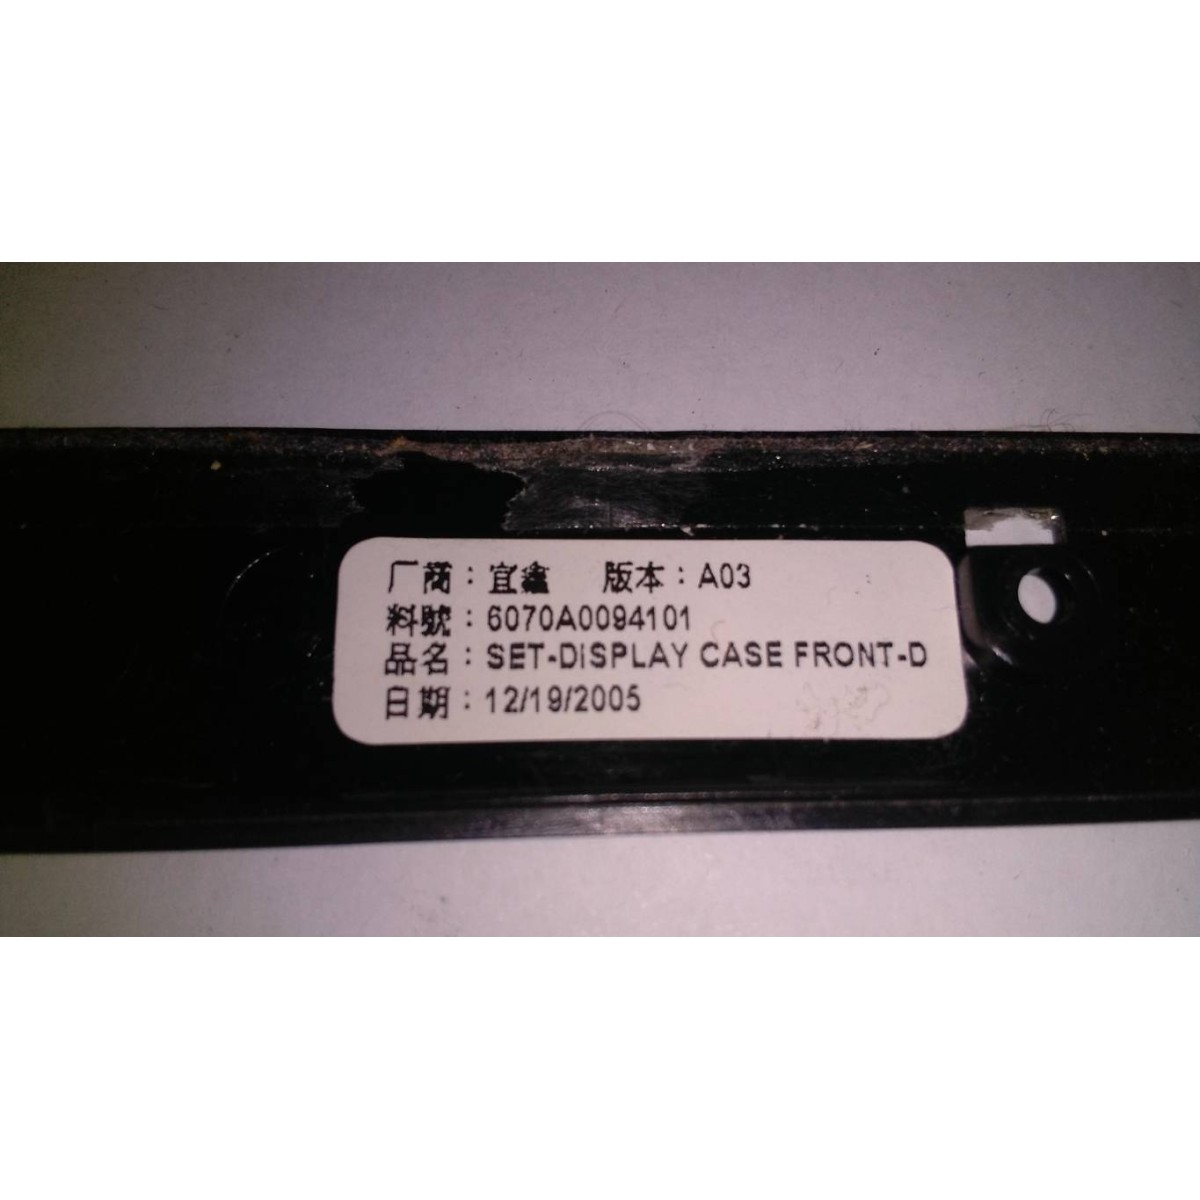 厂商：宜鑫 版本：A03
料號：6070A0094101
品名：SET-DISPLAY CASE FRONT-D
日期：12/19/2005